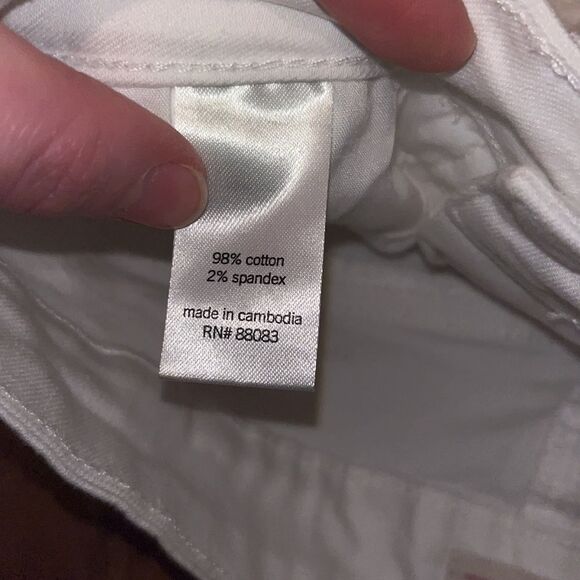 98% cotton
2% spandex
made in cambodia
RN# 88083